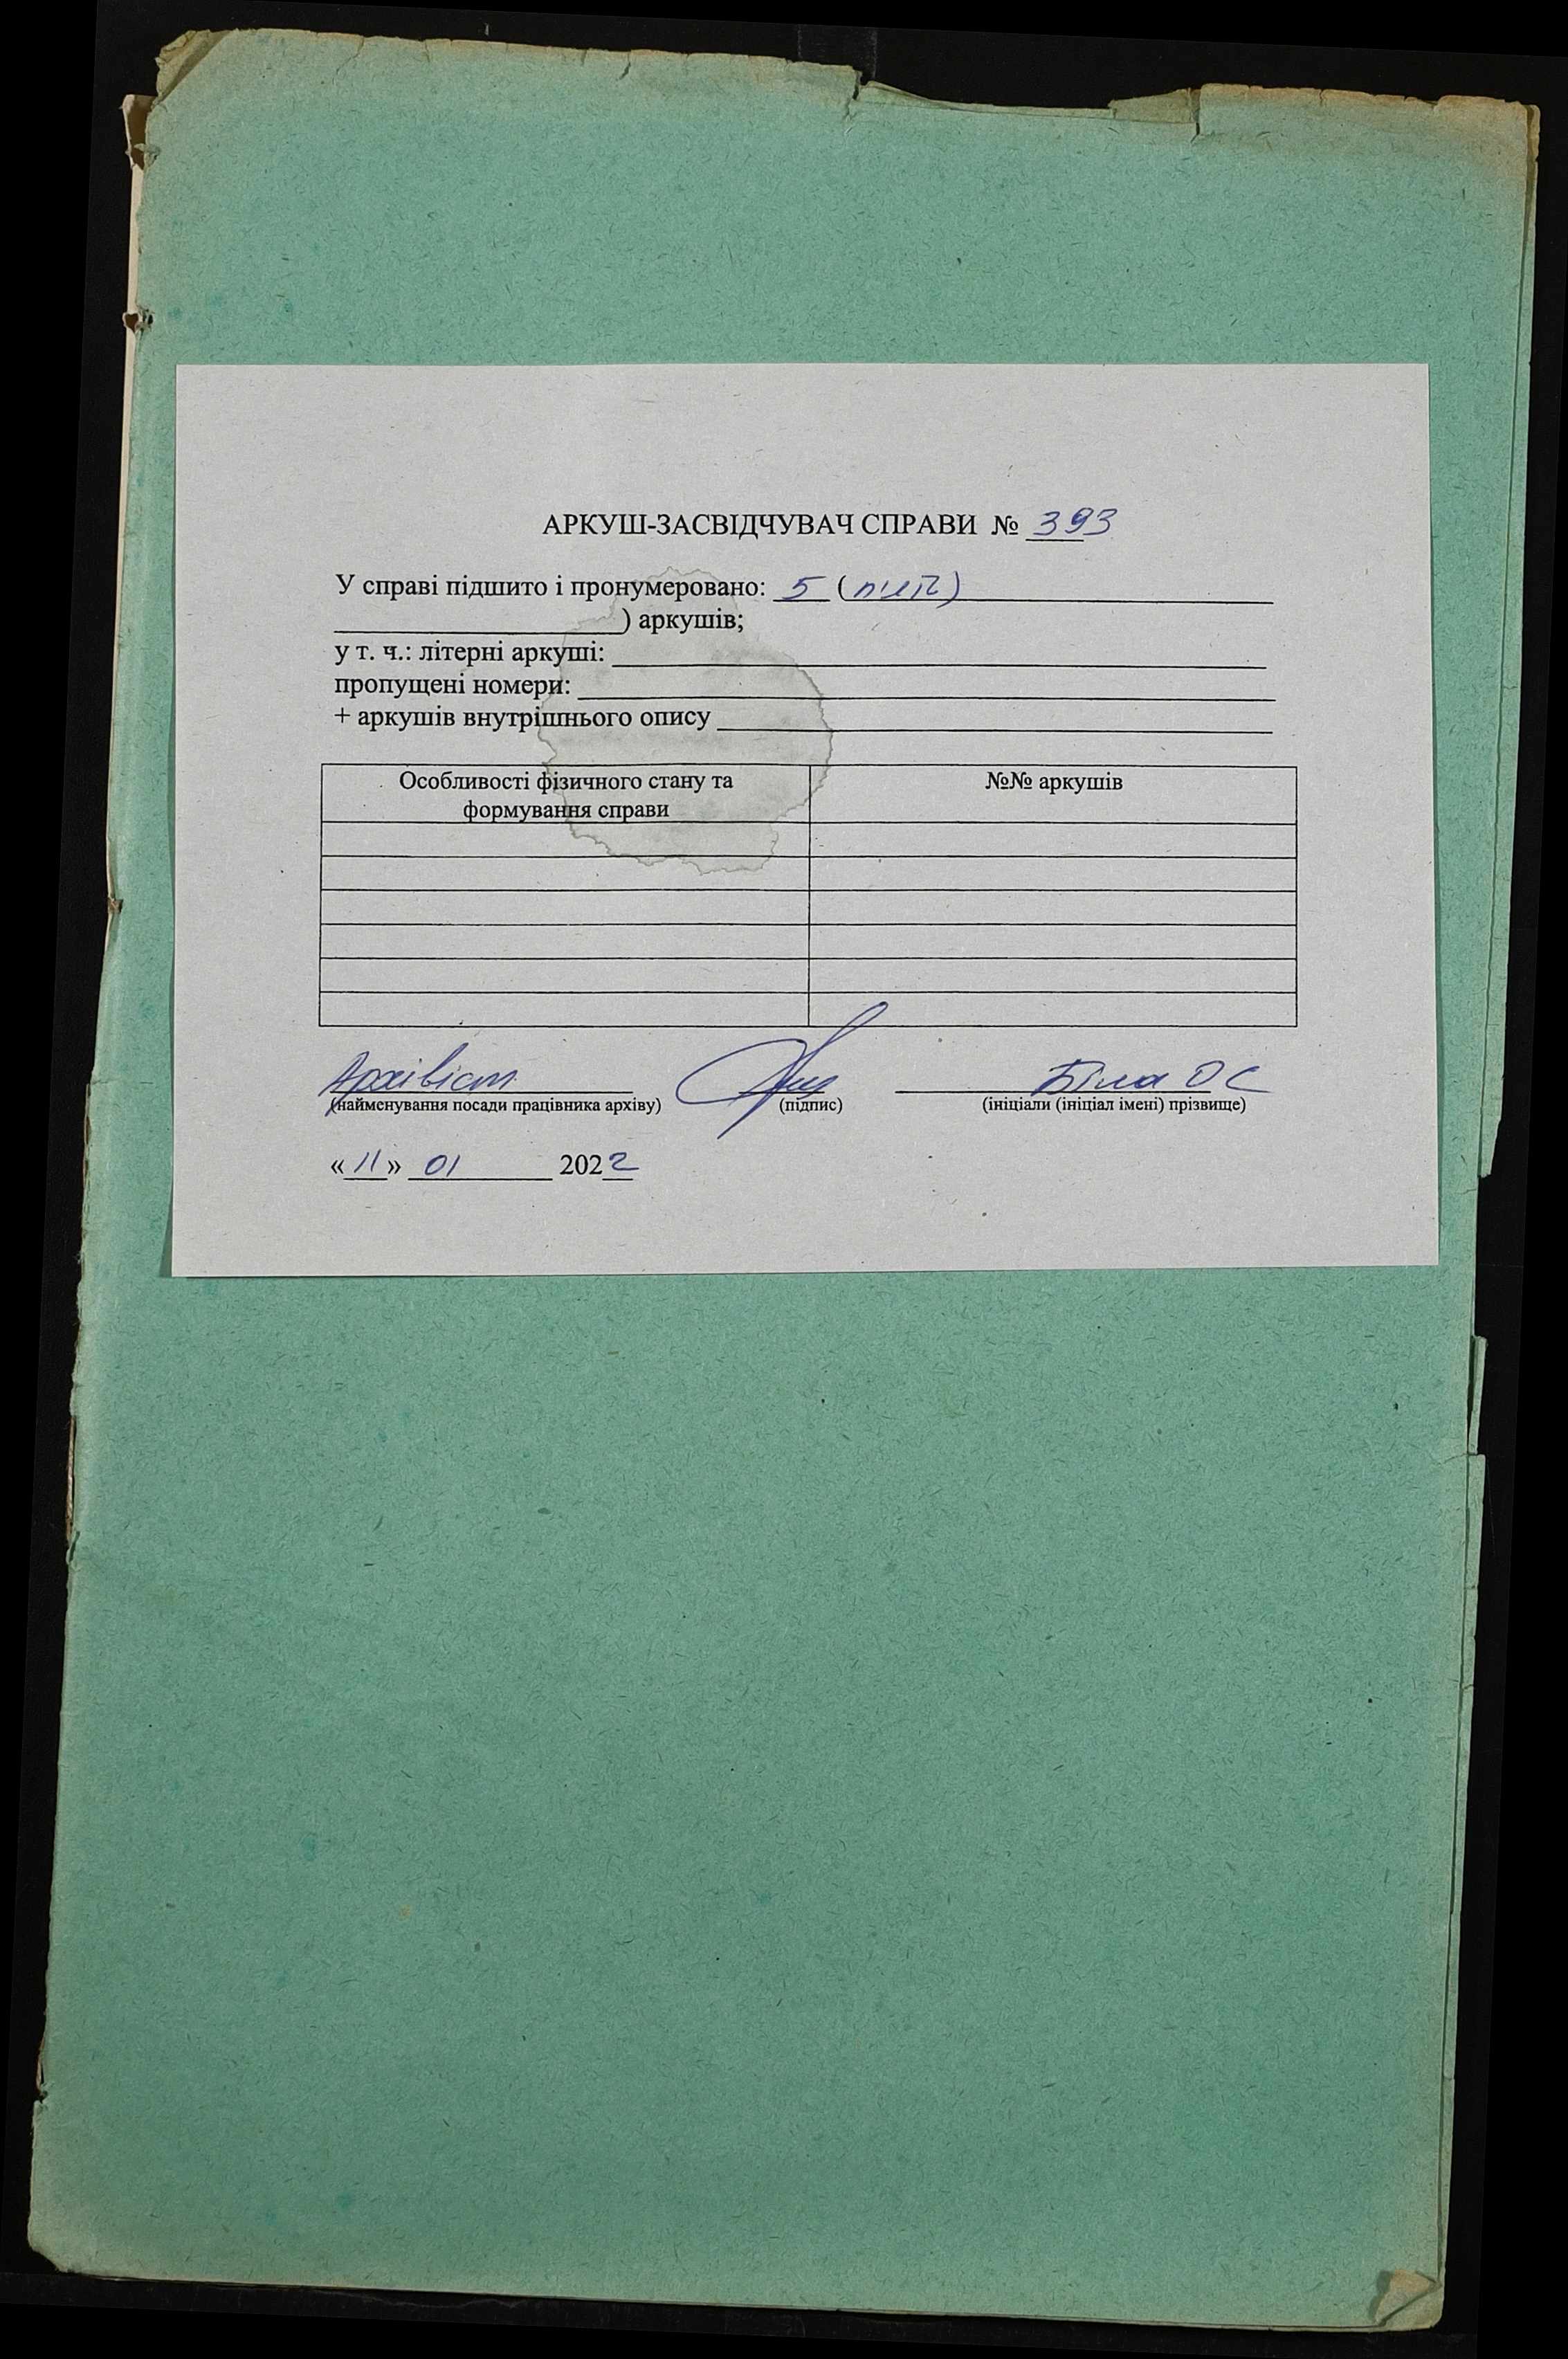 АРКУШ-ЗАСВІДЧУВАЧ СПРАВИ № 393
У справі підшито і пронумеровано: 5 (п'ять)
) аркушів;
у т. ч.: літерні аркуші:
пропущені номери:
+ аркушів внутрішнього опису
Особливості фізичного стану та
формування справи
№№ аркушів
Архівіст Біла О С
(найменування посади працівника архіву) (підпис) (ініціали (ініціал імені) прізвище)
«11» 01 2022